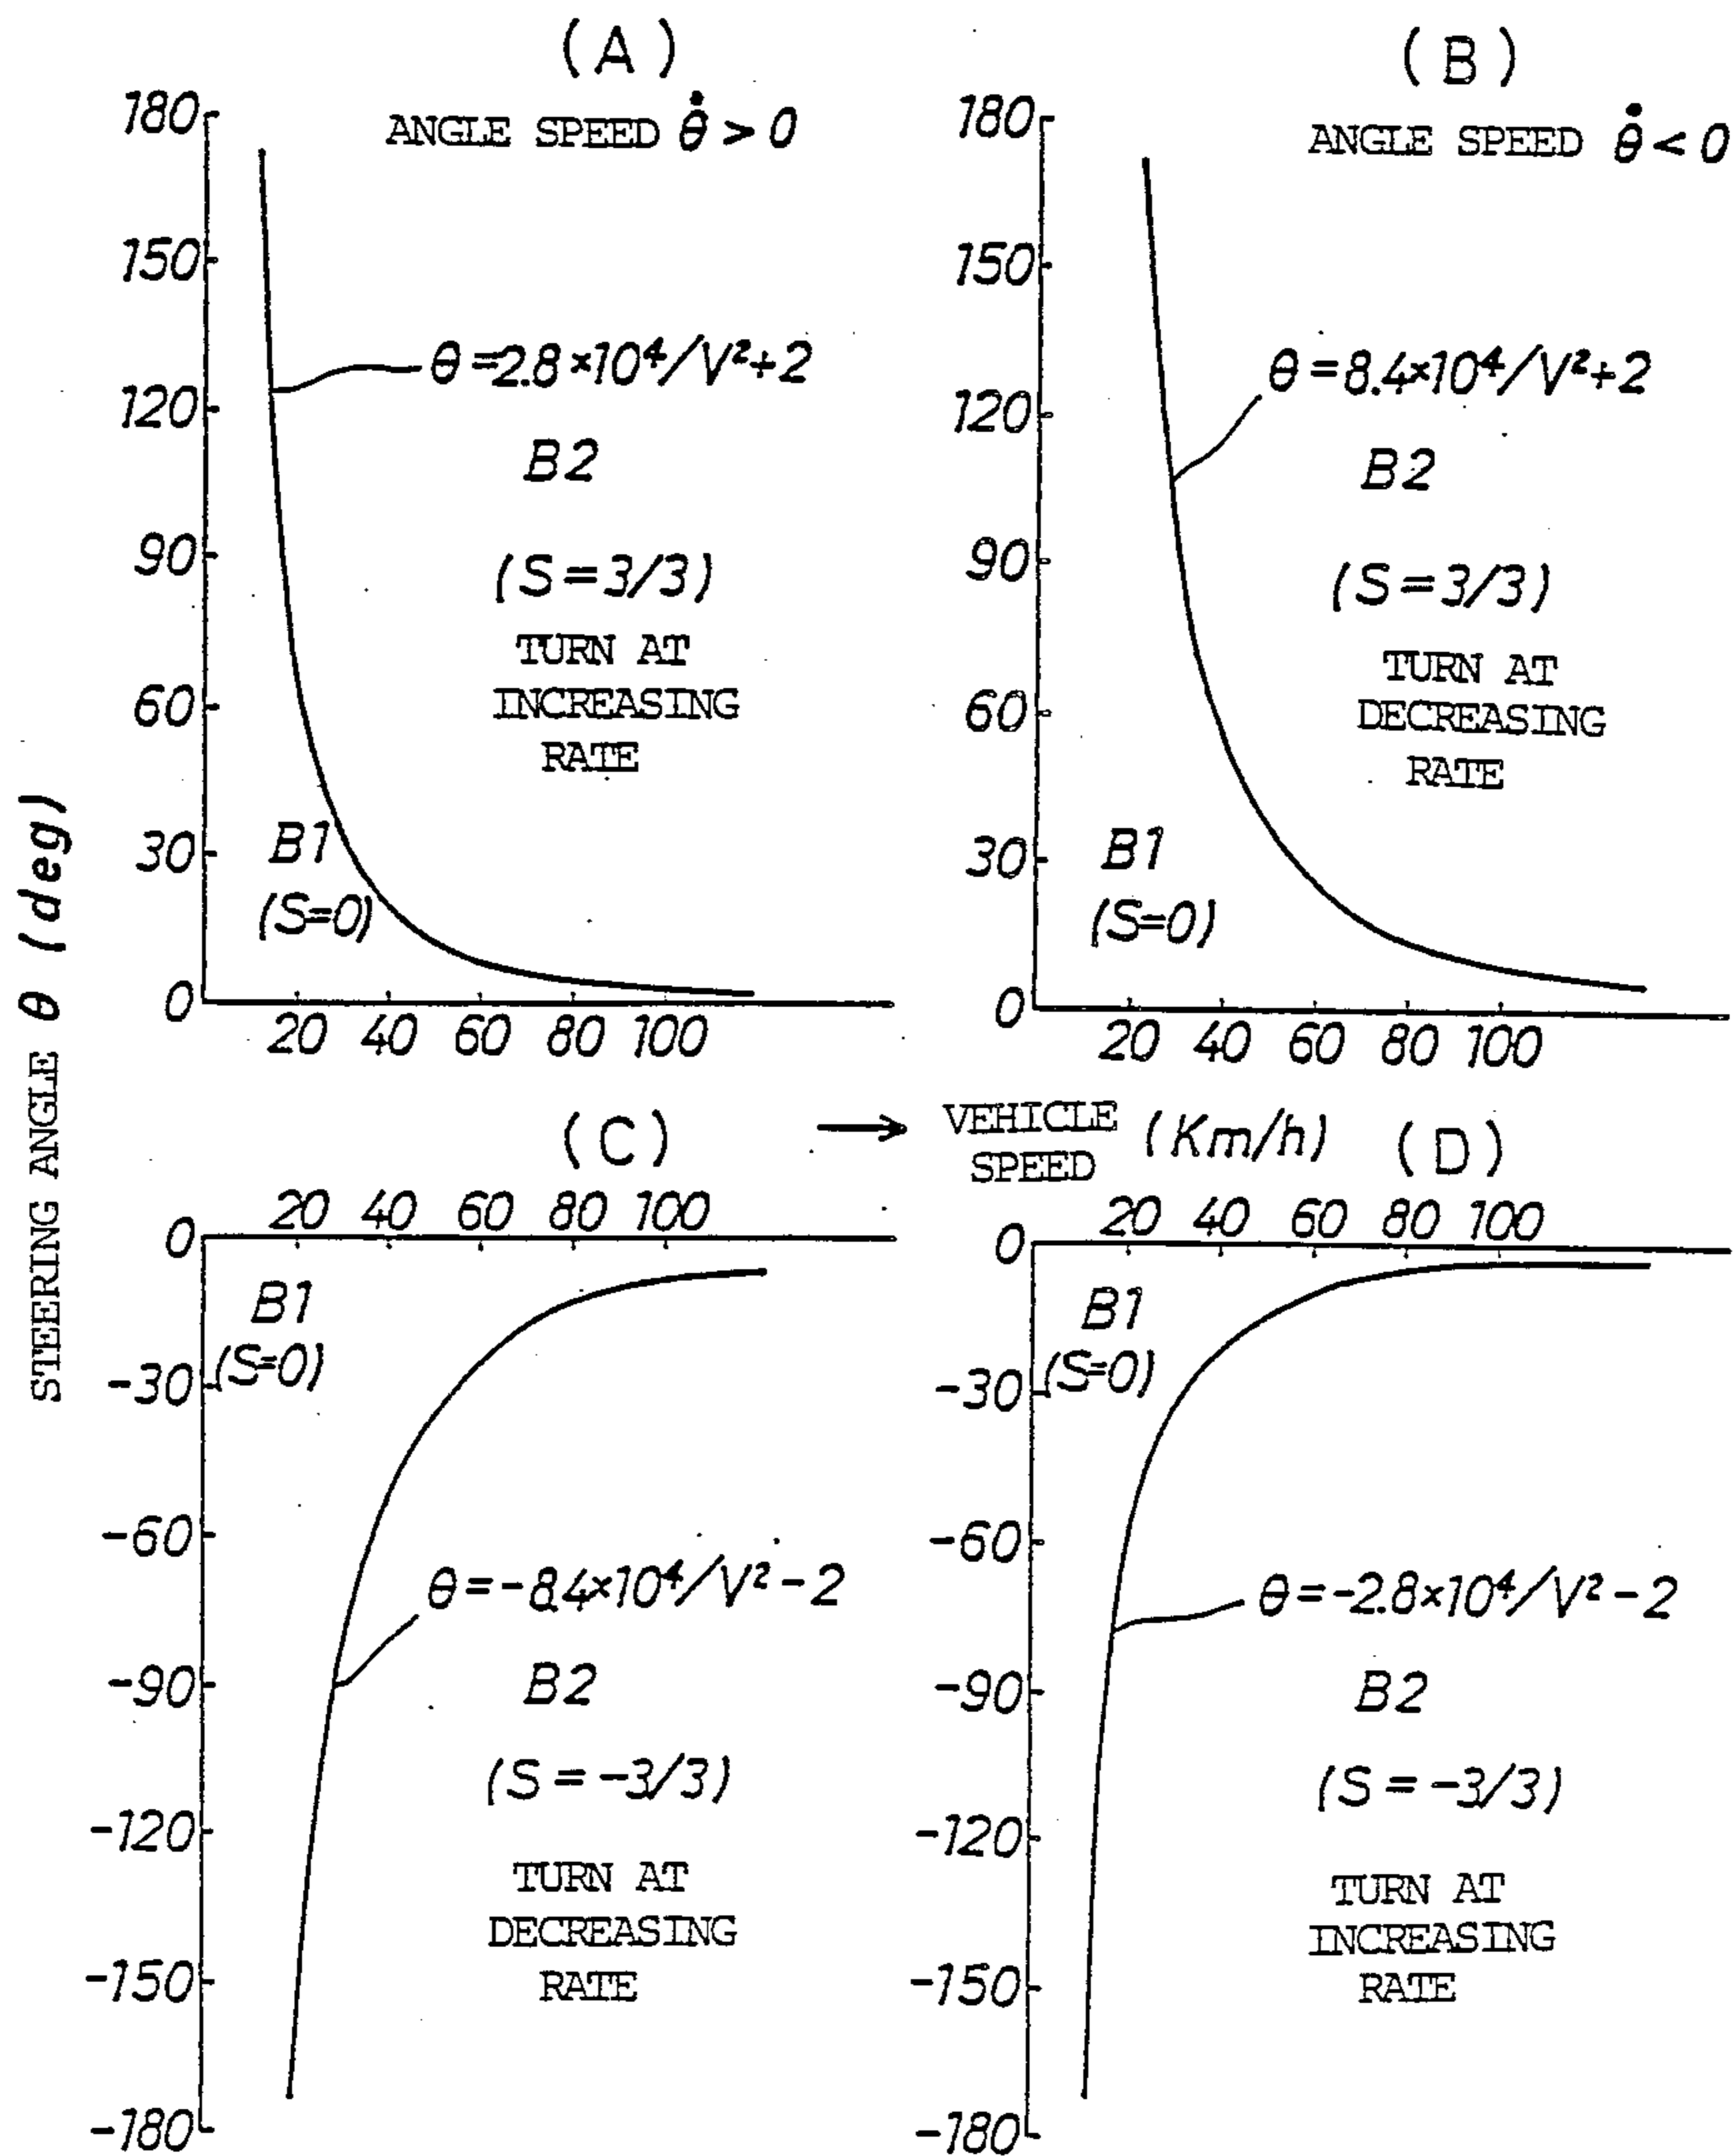 (A)
ANGLE SPEED θ̇ > 0
180
150
120
90
60
30
0
θ=2.8×10⁴/V²+2
B2
(S=3/3)
TURN AT
INCREASING
RATE
B1
(S=0)
20 40 60 80 100
(B)
ANGLE SPEED θ̇ < 0
180
150
120
90
60
30
0
θ=8.4×10⁴/V²+2
B2
(S=3/3)
TURN AT
DECREASING
RATE
B1
(S=0)
20 40 60 80 100
STEERING ANGLE θ (deg)
→ VEHICLE SPEED (Km/h)
(C)
20 40 60 80 100
0
-30
-60
-90
-120
-150
-180
B1
(S=0)
θ=-8.4×10⁴/V²-2
B2
(S=-3/3)
TURN AT
DECREASING
RATE
(D)
20 40 60 80 100
0
-30
-60
-90
-120
-150
-180
B1
(S=0)
θ=-2.8×10⁴/V²-2
B2
(S=-3/3)
TURN AT
INCREASING
RATE